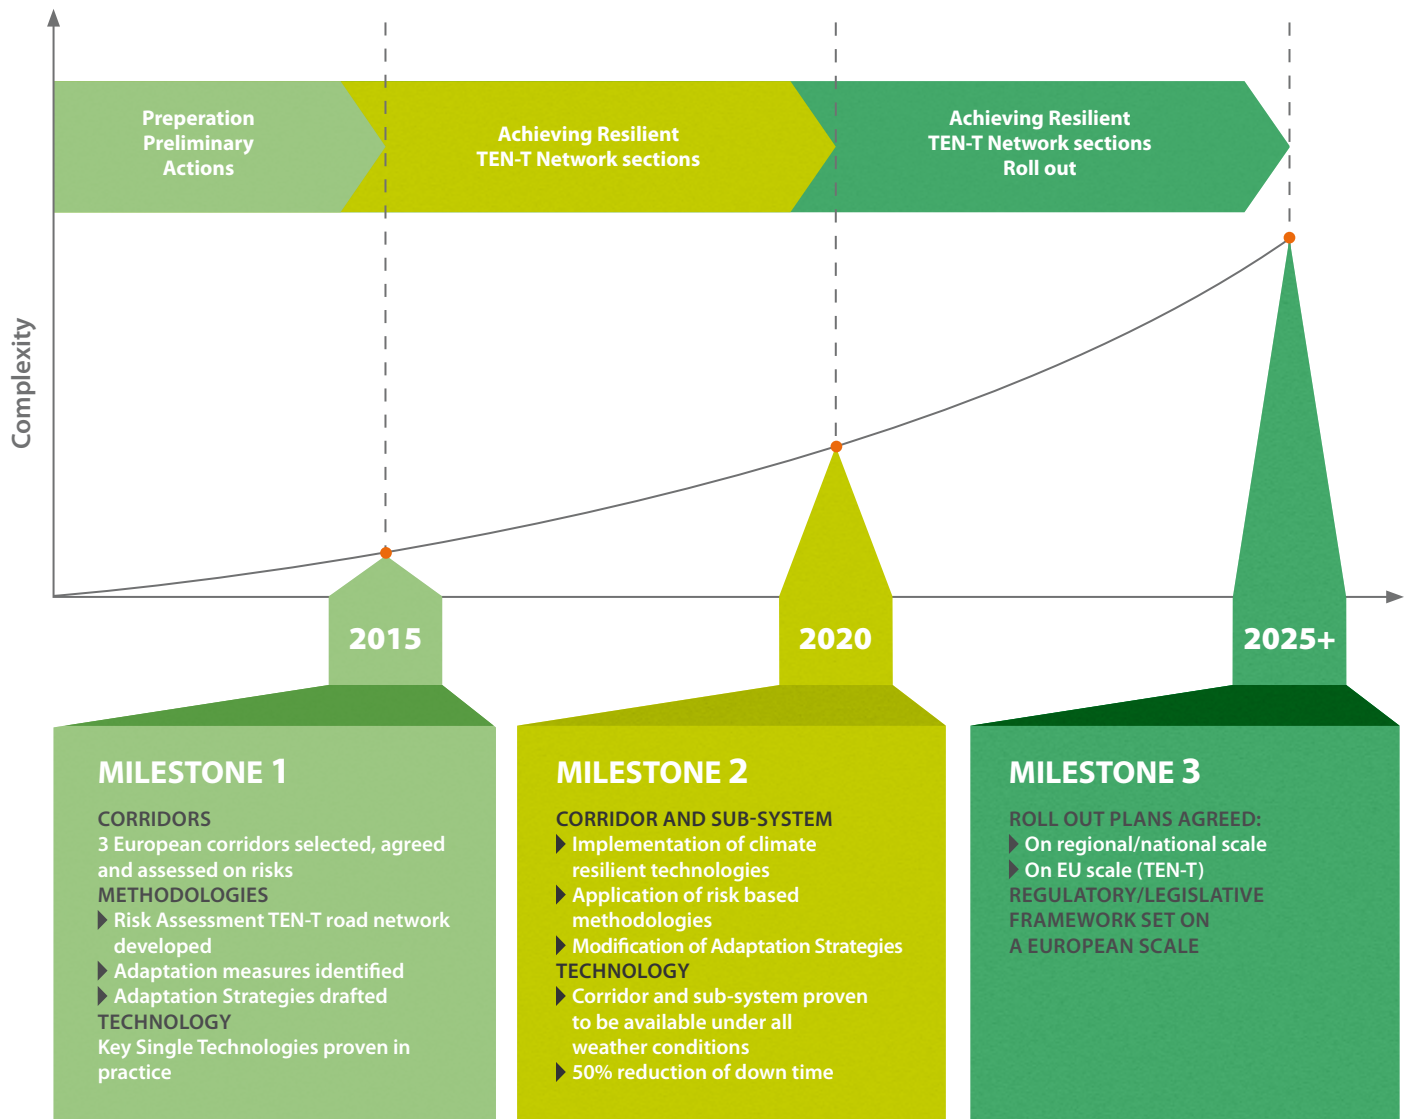 Preperation
Preliminary
Actions
Achieving Resilient
TEN-T Network sections
Achieving Resilient
TEN-T Network sections
Roll out
Complexity
2015
2020
2025+
MILESTONE 1
CORRIDORS
3 European corridors selected, agreed
and assessed on risks
METHODOLOGIES
Risk Assessment TEN-T road network
developed
Adaptation measures identified
Adaptation Strategies drafted
TECHNOLOGY
Key Single Technologies proven in
practice
MILESTONE 2
CORRIDOR AND SUB-SYSTEM
Implementation of climate
resilient technologies
Application of risk based
methodologies
Modification of Adaptation Strategies
TECHNOLOGY
Corridor and sub-system proven
to be available under all
weather conditions
50% reduction of down time
MILESTONE 3
ROLL OUT PLANS AGREED:
On regional/national scale
On EU scale (TEN-T)
REGULATORY/LEGISLATIVE
FRAMEWORK SET ON
A EUROPEAN SCALE